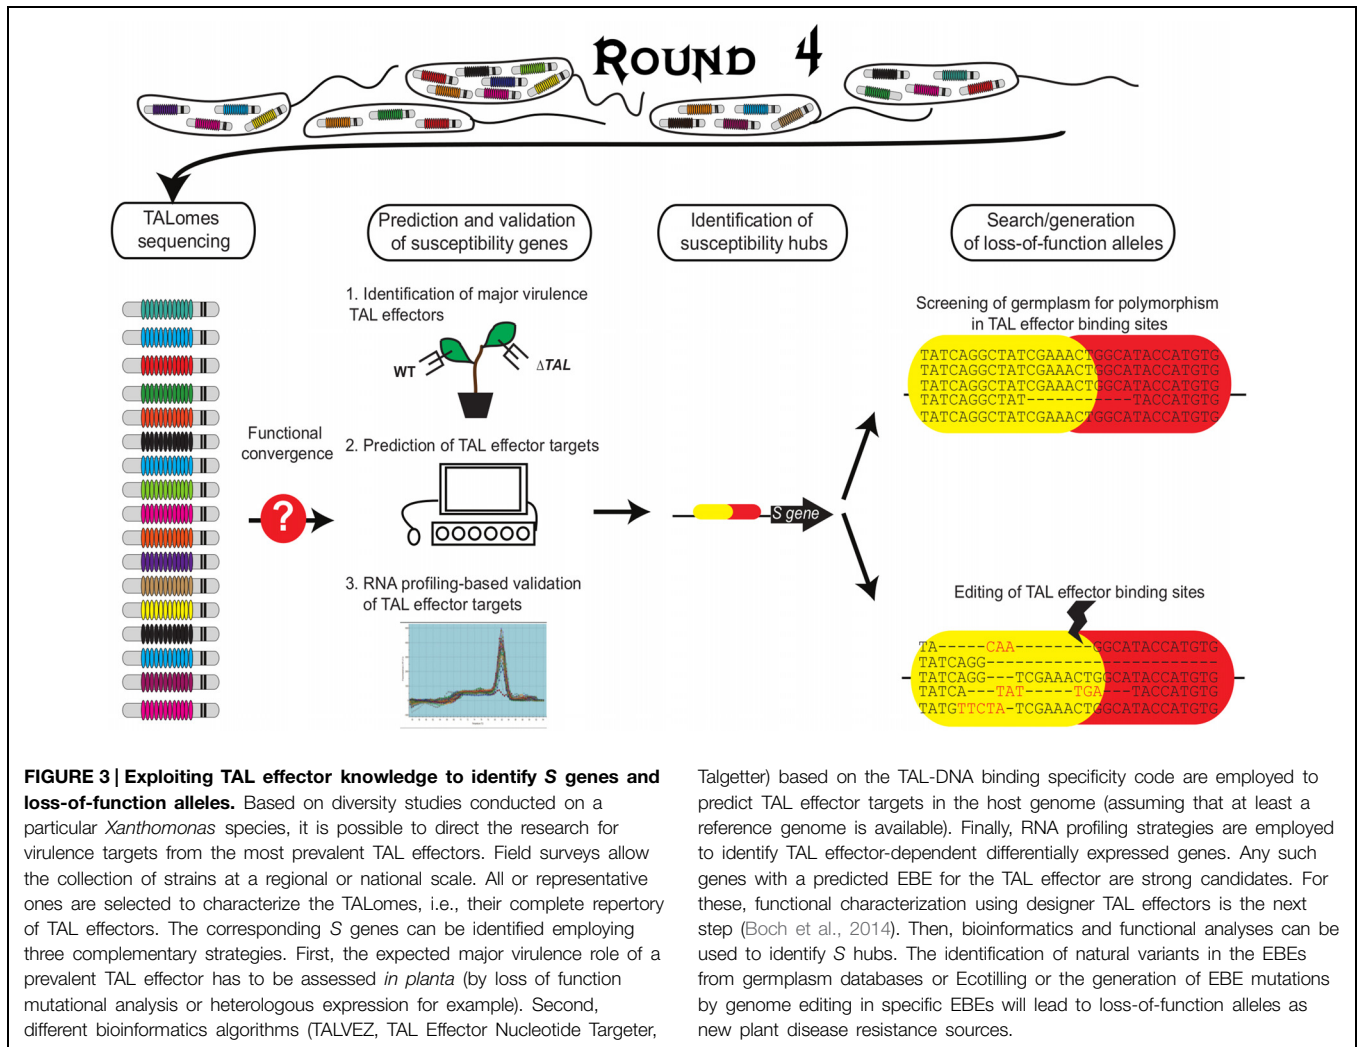 ROUND 4
TALomes
sequencing
Prediction and validation
of susceptibility genes
Identification of
susceptibility hubs
Search/generation
of loss-of-function alleles
1. Identification of major virulence
TAL effectors
WT
ΔTAL
Functional
convergence
?
2. Prediction of TAL effector targets
3. RNA profiling-based validation
of TAL effector targets
S gene
Screening of germplasm for polymorphism
in TAL effector binding sites
TATCAGGCTATCGAAACTGGCATACCATGTG
TATCAGGCTATCGAAACTGGCATACCATGTG
TATCAGGCTATCGAAACTGGCATACCATGTG
TATCAGGCTAT-----------TACCATGTG
TATCAGGCTATCGAAACTGGCATACCATGTG
Editing of TAL effector binding sites
TA-----CAA--------GGCATACCATGTG
TATCAGG------------------------
TATCAGG---TCGAAACTGGCATACCATGTG
TATCA---TAT-----TGA---TACCATGTG
TATGTTCTA-TCGAAACTGGCATACCATGTG
FIGURE 3 | Exploiting TAL effector knowledge to identify S genes and
loss-of-function alleles. Based on diversity studies conducted on a
particular Xanthomonas species, it is possible to direct the research for
virulence targets from the most prevalent TAL effectors. Field surveys allow
the collection of strains at a regional or national scale. All or representative
ones are selected to characterize the TALomes, i.e., their complete repertory
of TAL effectors. The corresponding S genes can be identified employing
three complementary strategies. First, the expected major virulence role of a
prevalent TAL effector has to be assessed in planta (by loss of function
mutational analysis or heterologous expression for example). Second,
different bioinformatics algorithms (TALVEZ, TAL Effector Nucleotide Targeter,
Talgetter) based on the TAL-DNA binding specificity code are employed to
predict TAL effector targets in the host genome (assuming that at least a
reference genome is available). Finally, RNA profiling strategies are employed
to identify TAL effector-dependent differentially expressed genes. Any such
genes with a predicted EBE for the TAL effector are strong candidates. For
these, functional characterization using designer TAL effectors is the next
step (Boch et al., 2014). Then, bioinformatics and functional analyses can be
used to identify S hubs. The identification of natural variants in the EBEs
from germplasm databases or Ecotilling or the generation of EBE mutations
by genome editing in specific EBEs will lead to loss-of-function alleles as
new plant disease resistance sources.